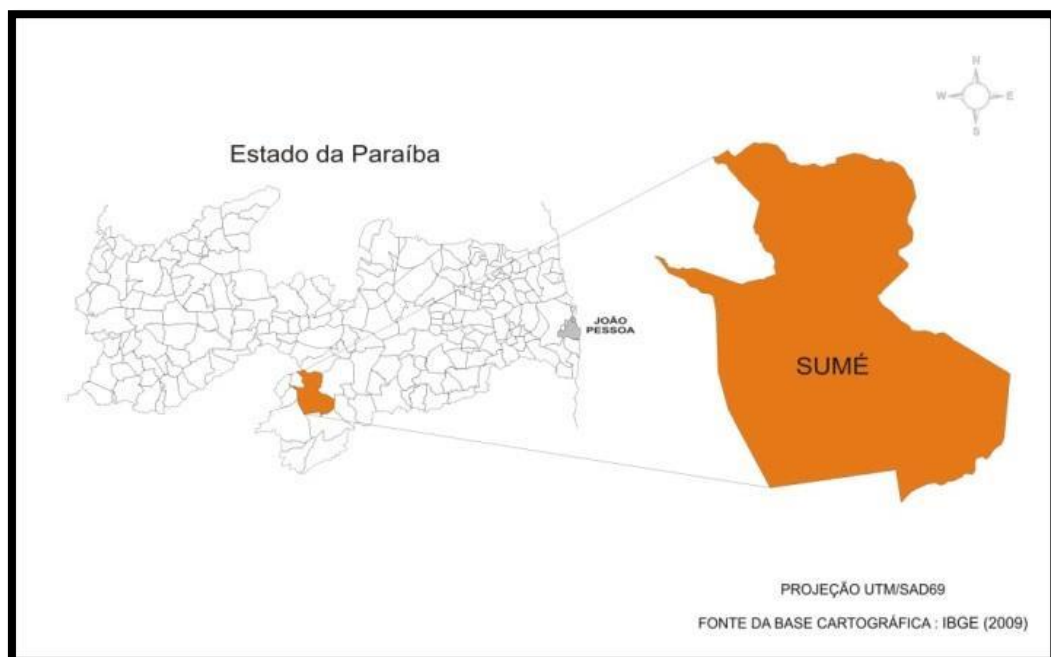 N
W E
S
Estado da Paraíba
JOÃO
PESSOA
SUMÉ
PROJEÇÃO UTM/SAD69
FONTE DA BASE CARTOGRÁFICA : IBGE (2009)